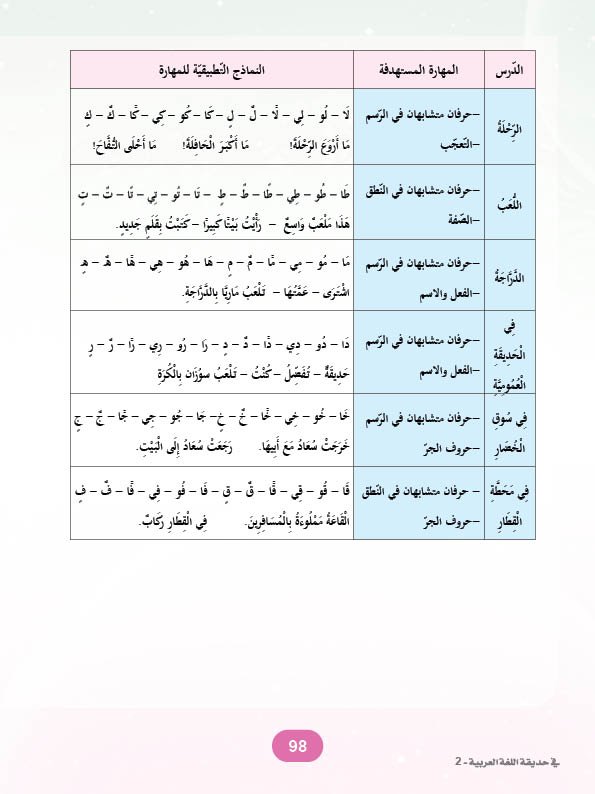 الدّرس
المهارة المستهدفة
النماذج التّطبيقيّة للمهارة
الرِّحْلَةُ
–حرفان متشابهان في الرّسم
–التّعجّب
لَا – لُو – لِي – لًا – لٌ – لٍ – كَا – كُو – كِي – كًا – كٌ – كٍ
مَا أَرْوَعَ الرِّحْلَةَ! مَا أَكْبَرَ الْحَافِلَةَ! مَا أَحْلَى التُّفَّاحَ!
اللُّعَبُ
–حرفان متشابهان في النّطق
–الصّفة
طَا – طُو – طِي – طًا – طٌ – طٍ – تَا – تُو – تِي – تًا – تٌ – تٍ
هَذَا مَلْعَبٌ وَاسِعٌ – رَأَيْتُ بَيْتًا كَبِيرًا – كَتَبْتُ بِقَلَمٍ جَدِيدٍ.
الدَّرَّاجَةُ
–حرفان متشابهان في الرّسم
–الفعل والاسم
مَا – مُو – مِي – مًا – مٌ – مٍ – هَا – هُو – هِي – هًا – هٌ – هٍ
اشْتَرَى – عَمَّتُهَا – تَلْعَبُ مَارِيَّا بِالدَّرَّاجَةِ.
فِي
الْحَدِيقَةِ
الْعُمُومِيَّةِ
–حرفان متشابهان في الرّسم
–الفعل والاسم
دَا – دُو – دِي – دًا – دٌ – دٍ – رَا – رُو – رِي – رًا – رٌ – رٍ
حَدِيقَةٌ – تُفَضِّلُ – كُنْتُ – تَلْعَبُ سوُزَان بِالْكُرَةِ
فِي سُوقِ
الْخُضَارِ
–حرفان متشابهان في الرّسم
–حروف الجرّ
خَا – خُو – خِي – خًا – خٌ – خٍ– جَا – جُو – جِي – جًا – جٌ – جٍ
خَرَجَتْ سُعَادُ مَعَ أَبِيهَا. رَجَعَتْ سُعَادُ إِلَى الْبَيْتِ.
فِي مَحَطَّةِ
الْقِطَارِ
– حرفان متشابهان في النّطق
–حروف الجرّ
قَا – قُو – قِي – قًا – قٌ – قٍ – فَا – فُو – فِي – فًا – فٌ – فٍ
الْقَاعَةُ مَمْلُوءَةٌ بِالْمُسَافِرِينَ. فِي الْقِطَارِ رُكَّابٌ.
98
في حديقة اللغة العربية - 2